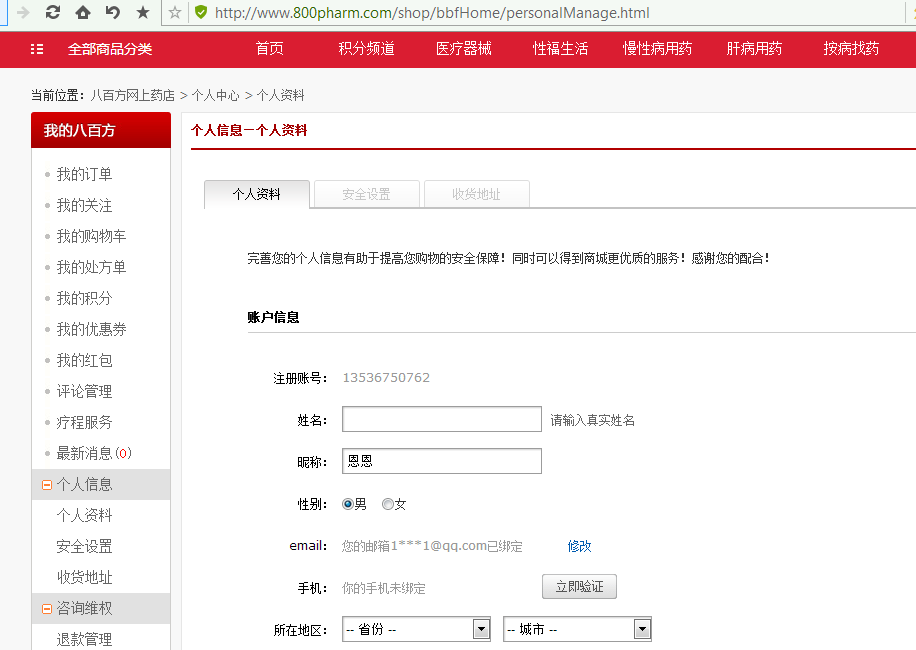 http://www.800pharm.com/shop/bbfHome/personalManage.html
全部商品分类 首页 积分频道 医疗器械 性福生活 慢性病用药 肝病用药 按病找药
当前位置：八百方网上药店 > 个人中心 > 个人资料
我的八百方
我的订单
我的关注
我的购物车
我的处方单
我的积分
我的优惠券
我的红包
评论管理
疗程服务
最新消息(0)
个人信息
个人资料
安全设置
收货地址
咨询维权
退款管理
个人信息－个人资料
个人资料 安全设置 收货地址
完善您的个人信息有助于提高您购物的安全保障！同时可以得到商城更优质的服务！感谢您的配合！
账户信息
注册账号： 13536750762
姓名： 请输入真实姓名
昵称： 恩恩
性别： 男 女
email： 您的邮箱1***1@qq.com已绑定 修改
手机： 你的手机未绑定 立即验证
所在地区： -- 省份 -- -- 城市 --